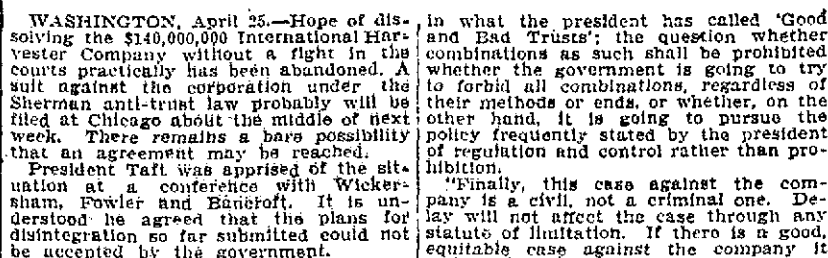 WASHINGTON, April 25.—Hope of dis-
solving the $140,000,000 International Har-
vester Company without a fight in the
courts practically has been abandoned. A
suit against the corporation under the
Sherman anti-trust law probably will be
filed at Chicago about the middle of next
week. There remains a bare possibility
that an agreement may be reached.
President Taft was apprised of the sit-
uation at a conference with Wicker-
sham, Fowler and Bancroft. It is un-
derstood he agreed that the plans for
disintegration so far submitted could not
be accepted by the government.
in what the president has called 'Good
and Bad Trusts'; the question whether
combinations as such shall be prohibited
whether the government is going to try
to forbid all combinations, regardless of
their methods or ends, or whether, on the
other hand, it is going to pursue the
policy frequently stated by the president
of regulation and control rather than pro-
hibition.
"Finally, this case against the com-
pany is a civil, not a criminal one. De-
lay will not affect the case through any
statute of limitation. If there is a good,
equitable case against the company it